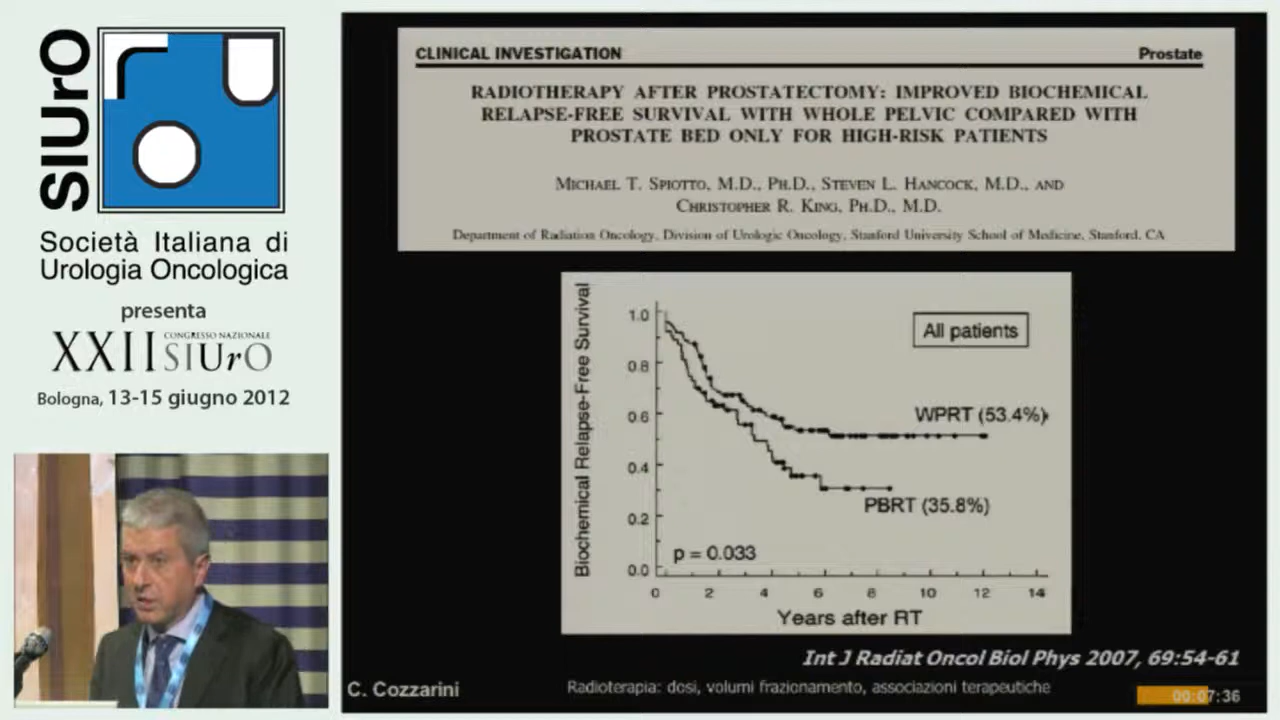 SIUrO
Società Italiana di
Urologia Oncologica
presenta
XXII CONGRESSO NAZIONALE
SIUrO
Bologna, 13-15 giugno 2012
CLINICAL INVESTIGATION Prostate
RADIOTHERAPY AFTER PROSTATECTOMY: IMPROVED BIOCHEMICAL
RELAPSE-FREE SURVIVAL WITH WHOLE PELVIC COMPARED WITH
PROSTATE BED ONLY FOR HIGH-RISK PATIENTS
MICHAEL T. SPIOTTO, M.D., PH.D., STEVEN L. HANCOCK, M.D., AND
CHRISTOPHER R. KING, PH.D., M.D.
Department of Radiation Oncology, Division of Urologic Oncology, Stanford University School of Medicine, Stanford, CA
Biochemical Relapse-Free Survival
1.0
0.8
0.6
0.4
0.2
0.0
All patients
WPRT (53.4%)
PBRT (35.8%)
p = 0.033
0 2 4 6 8 10 12 14
Years after RT
Int J Radiat Oncol Biol Phys 2007, 69:54-61
C. Cozzarini
Radioterapia: dosi, volumi frazionamento, associazioni terapeutiche
00:07:36